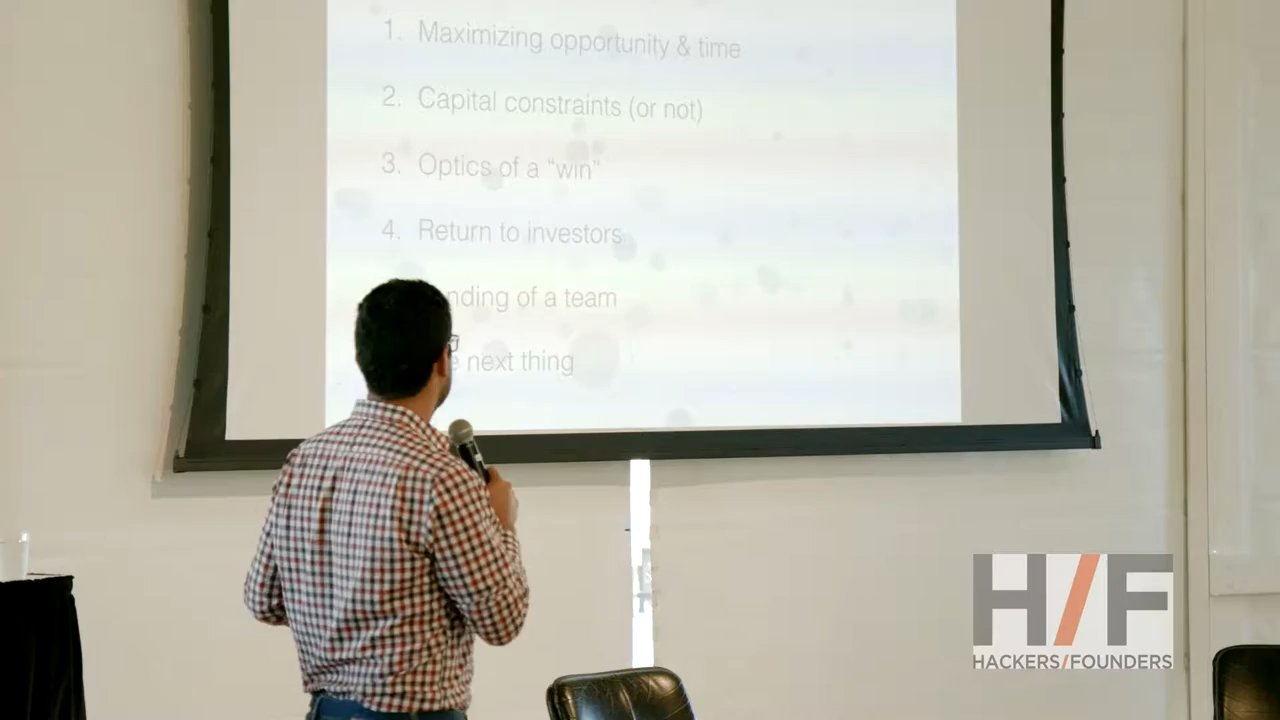 1. Maximizing opportunity & time
2. Capital constraints (or not)
3. Optics of a “win”
4. Return to investors
nding of a team
next thing
H/F
HACKERS/FOUNDERS